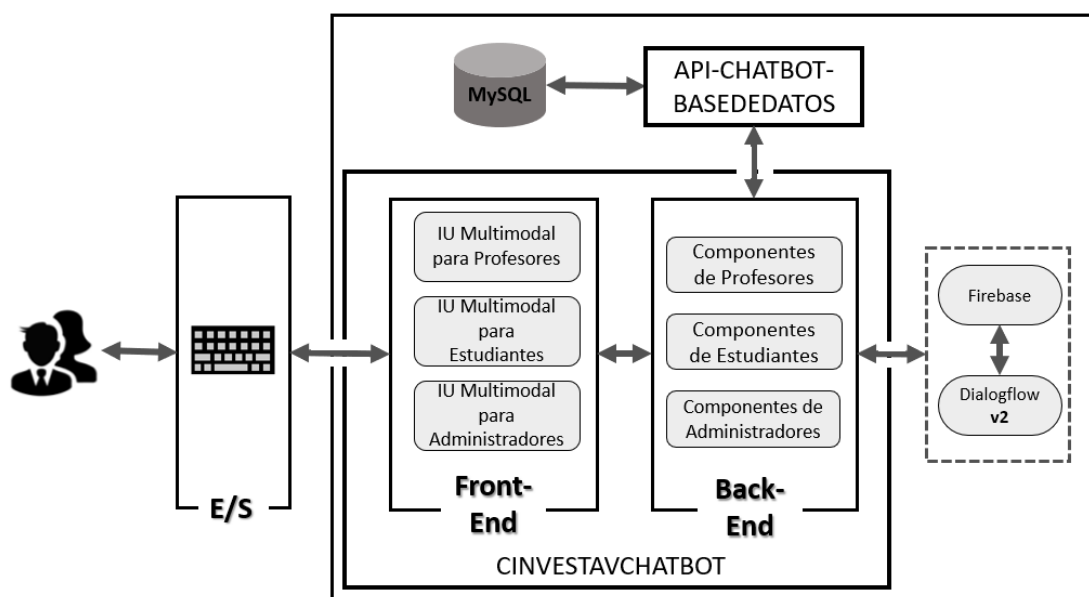 MySQL
API-CHATBOT-
BASEDEDATOS
E/S
IU Multimodal
para Profesores
IU Multimodal
para
Estudiantes
IU Multimodal
para
Administradores
Front-
End
Componentes
de Profesores
Componentes
de Estudiantes
Componentes de
Administradores
Back-
End
CINVESTAVCHATBOT
Firebase
Dialogflow
v2